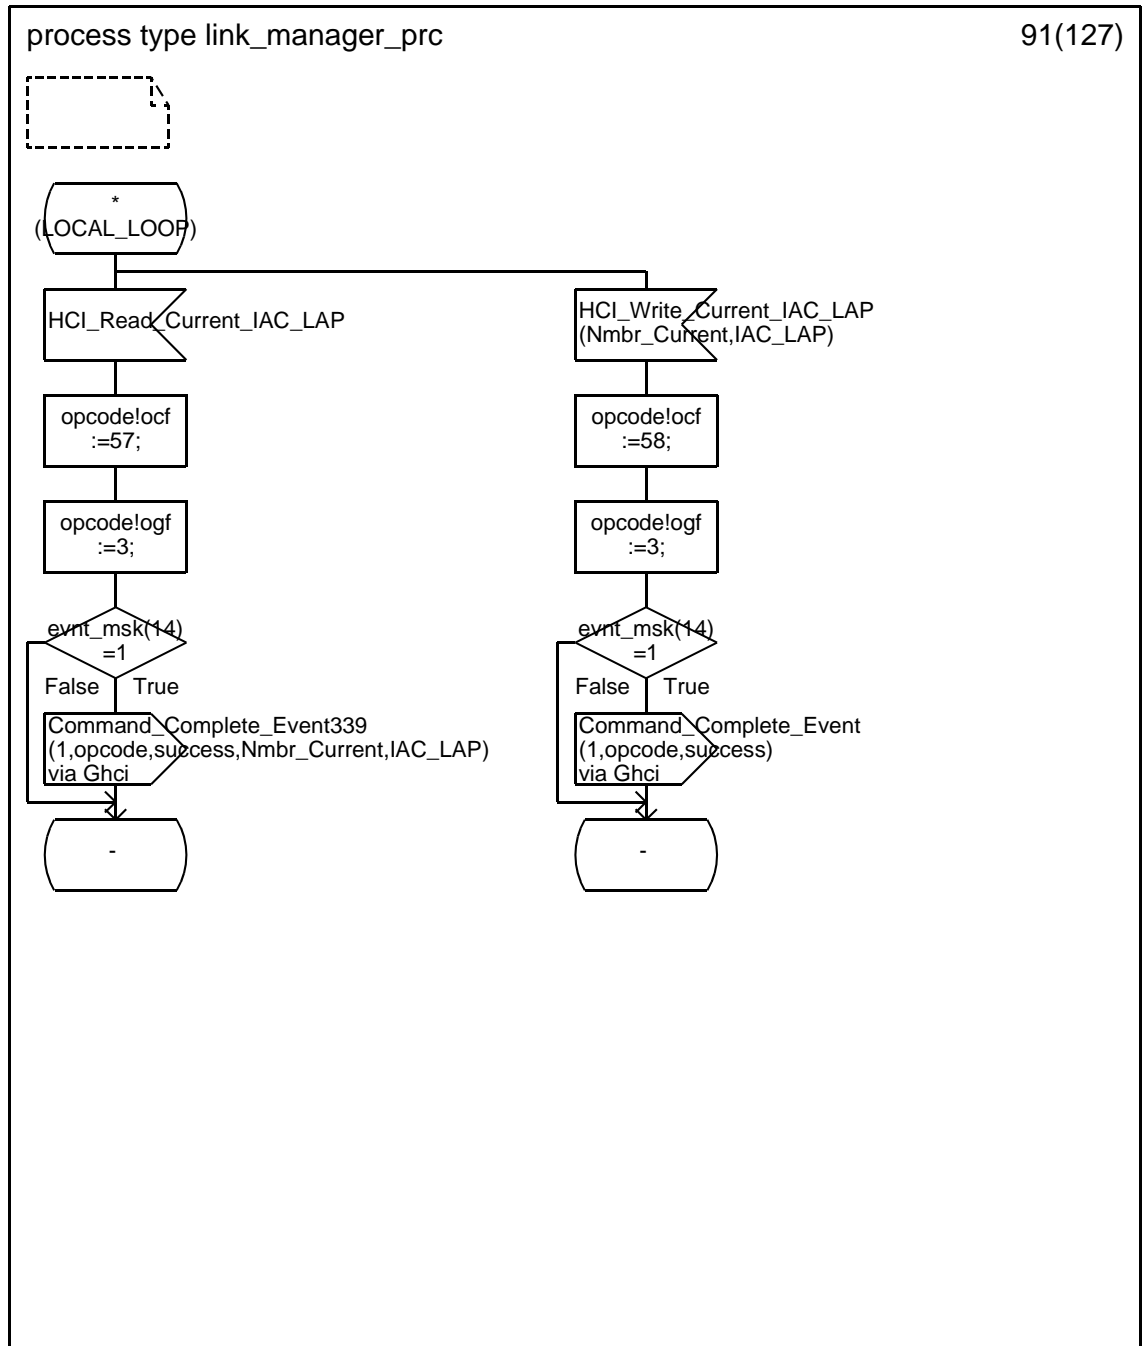 process type link_manager_prc
91(127)
*
(LOCAL_LOOP)
HCI_Read_Current_IAC_LAP
opcode!ocf
:=57;
opcode!ogf
:=3;
evnt_msk(14)
=1
False
True
Command_Complete_Event339
(1,opcode,success,Nmbr_Current,IAC_LAP)
via Ghci
-
HCI_Write_Current_IAC_LAP
(Nmbr_Current,IAC_LAP)
opcode!ocf
:=58;
opcode!ogf
:=3;
evnt_msk(14)
=1
False
True
Command_Complete_Event
(1,opcode,success)
via Ghci
-